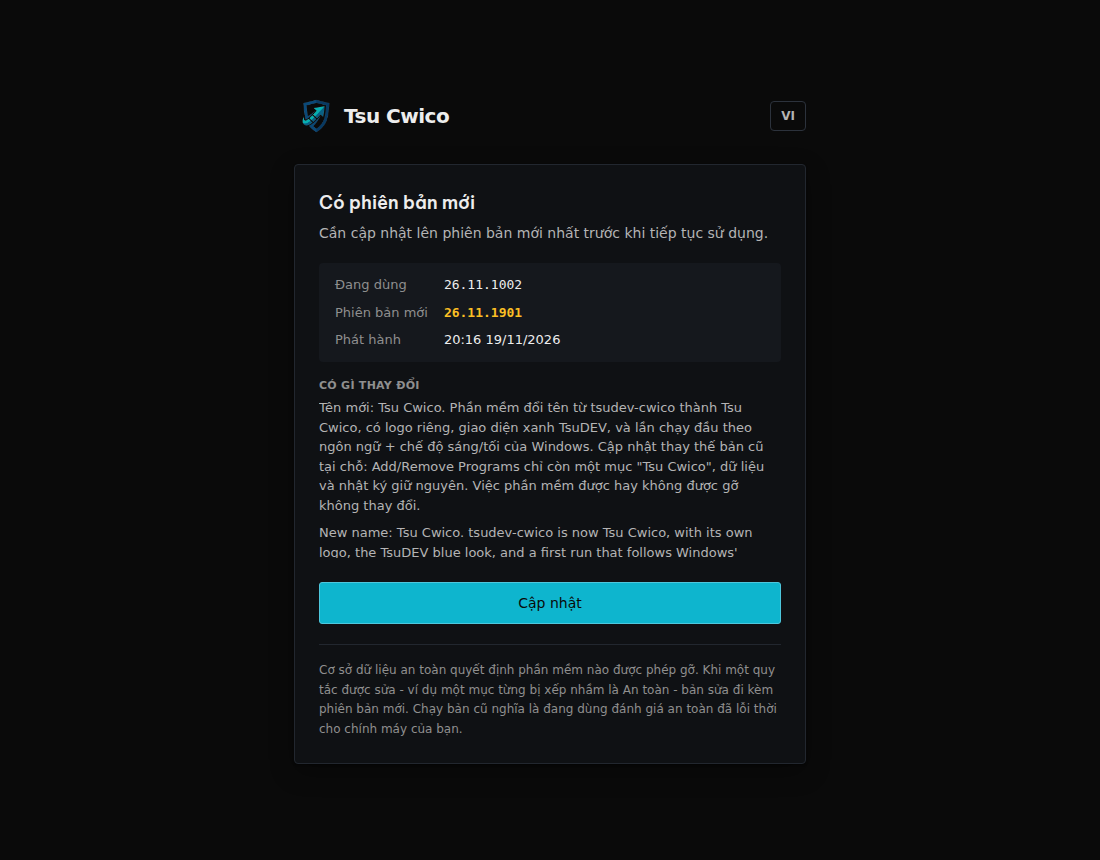 Tsu Cwico
VI
Có phiên bản mới
Cần cập nhật lên phiên bản mới nhất trước khi tiếp tục sử dụng.
Đang dùng 26.11.1002
Phiên bản mới 26.11.1901
Phát hành 20:16 19/11/2026
CÓ GÌ THAY ĐỔI
Tên mới: Tsu Cwico. Phần mềm đổi tên từ tsudev-cwico thành Tsu
Cwico, có logo riêng, giao diện xanh TsuDEV, và lần chạy đầu theo
ngôn ngữ + chế độ sáng/tối của Windows. Cập nhật thay thế bản cũ
tại chỗ: Add/Remove Programs chỉ còn một mục "Tsu Cwico", dữ liệu
và nhật ký giữ nguyên. Việc phần mềm được hay không được gỡ
không thay đổi.
New name: Tsu Cwico. tsudev-cwico is now Tsu Cwico, with its own
logo, the TsuDEV blue look, and a first run that follows Windows'
Cập nhật
Cơ sở dữ liệu an toàn quyết định phần mềm nào được phép gỡ. Khi một quy
tắc được sửa - ví dụ một mục từng bị xếp nhầm là An toàn - bản sửa đi kèm
phiên bản mới. Chạy bản cũ nghĩa là đang dùng đánh giá an toàn đã lỗi thời
cho chính máy của bạn.